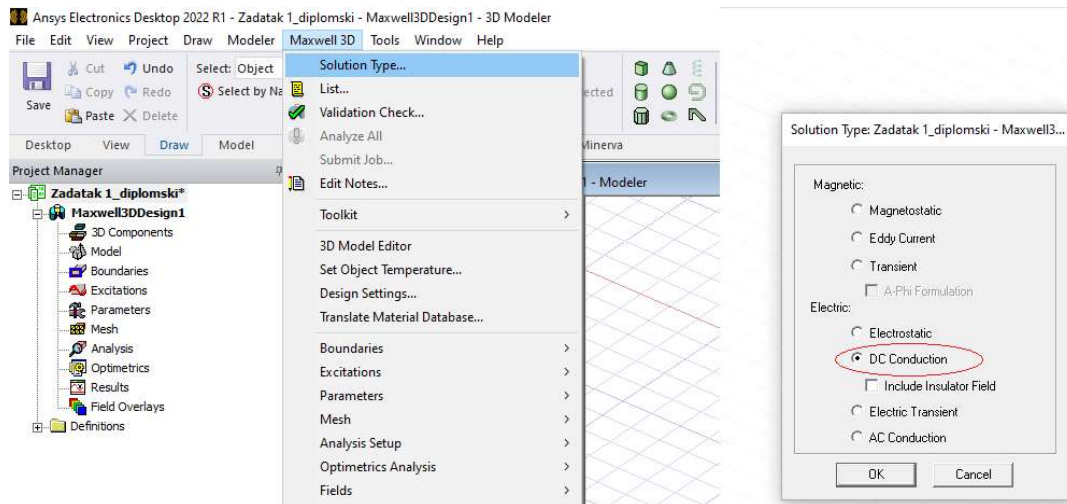 Ansys Electronics Desktop 2022 R1 - Zadatak 1_diplomski - Maxwell3DDesign1 - 3D Modeler
File Edit View Project Draw Modeler Maxwell 3D Tools Window Help
Save
Cut
Copy
Paste
Undo
Redo
Delete
Select: Object
Select by Na
ected
Desktop View Draw Model
Minerva
Project Manager
1 - Modeler
Zadatak 1_diplomski*
Maxwell3DDesign1
3D Components
Model
Boundaries
Excitations
Parameters
Mesh
Analysis
Optimetrics
Results
Field Overlays
Definitions
Solution Type...
List...
Validation Check...
Analyze All
Submit Job...
Edit Notes...
Toolkit
3D Model Editor
Set Object Temperature...
Design Settings...
Translate Material Database...
Boundaries
Excitations
Parameters
Mesh
Analysis Setup
Optimetrics Analysis
Fields
Solution Type: Zadatak 1_diplomski - Maxwell3...
Magnetic:
Magnetostatic
Eddy Current
Transient
A-Phi Formulation
Electric:
Electrostatic
DC Conduction
Include Insulator Field
Electric Transient
AC Conduction
OK Cancel